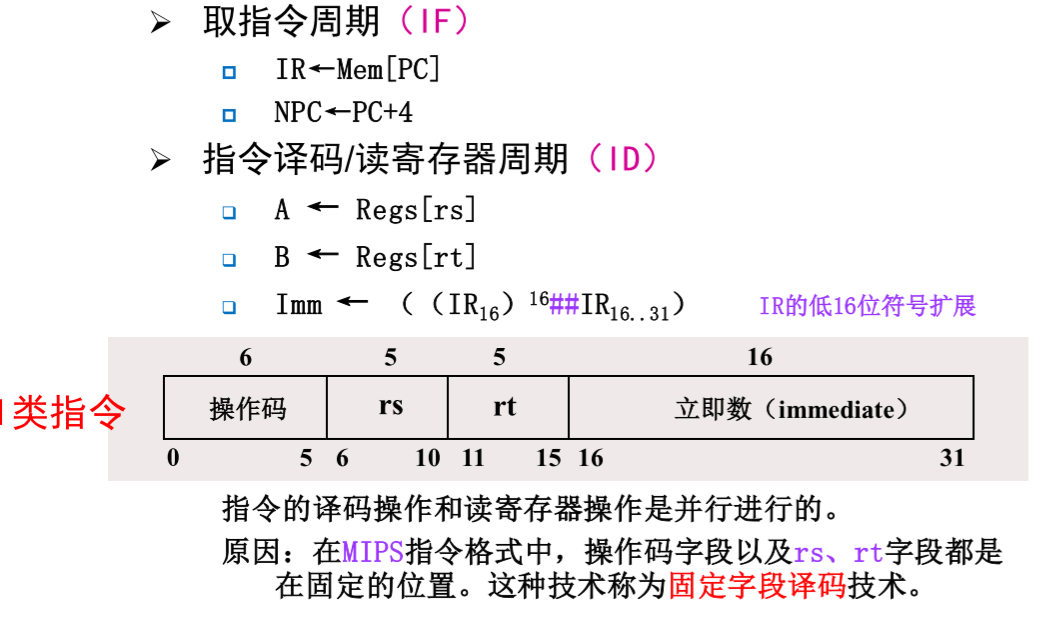 ➢ 取指令周期（IF）
IR←Mem[PC]
NPC←PC+4
➢ 指令译码/读寄存器周期（ID）
A ← Regs[rs]
B ← Regs[rt]
Imm ← （（IR16）16##IR16..31） IR的低16位符号扩展
6 5 5 16
类指令 操作码 rs rt 立即数（immediate）
0 5 6 10 11 15 16 31
指令的译码操作和读寄存器操作是并行进行的。
原因：在MIPS指令格式中，操作码字段以及rs、rt字段都是
在固定的位置。这种技术称为固定字段译码技术。